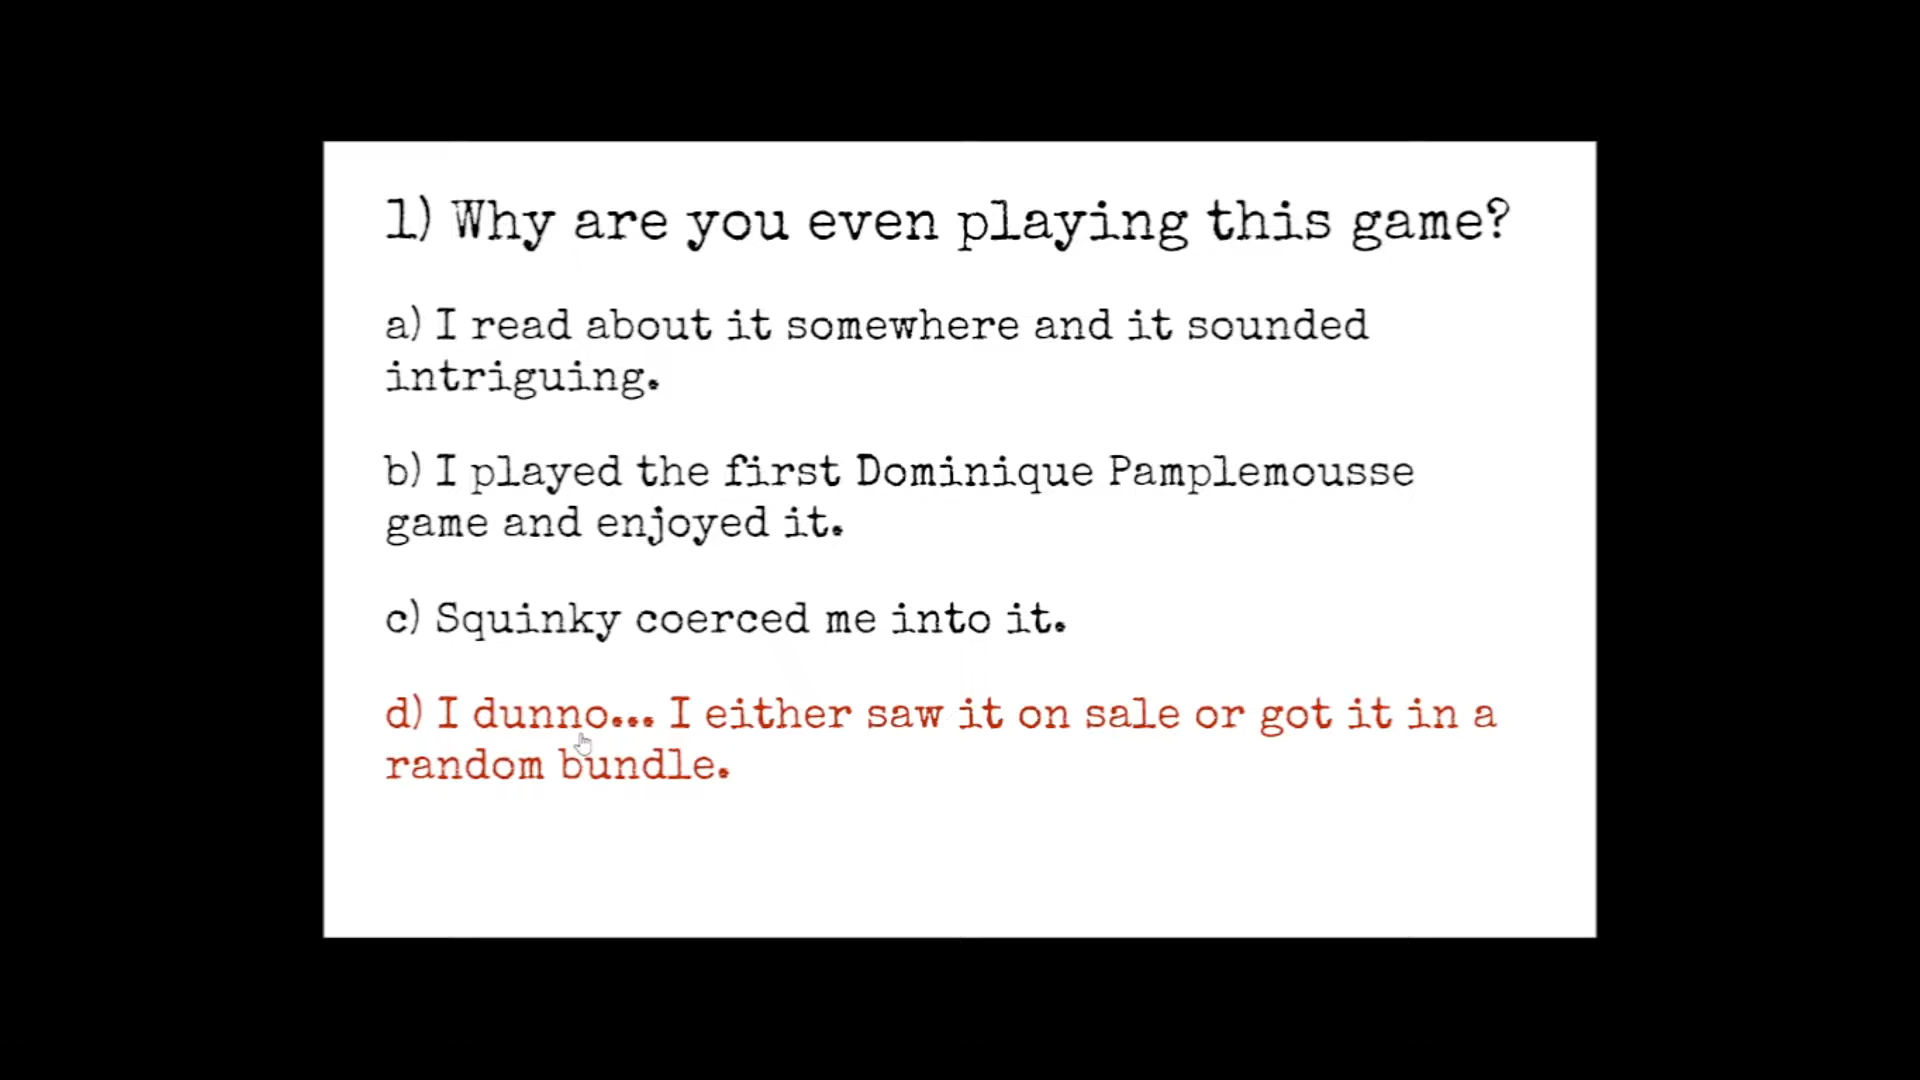 1) Why are you even playing this game?
a) I read about it somewhere and it sounded
intriguing.
b) I played the first Dominique Pamplemousse
game and enjoyed it.
c) Squinky coerced me into it.
d) I dunno... I either saw it on sale or got it in a
random bundle.